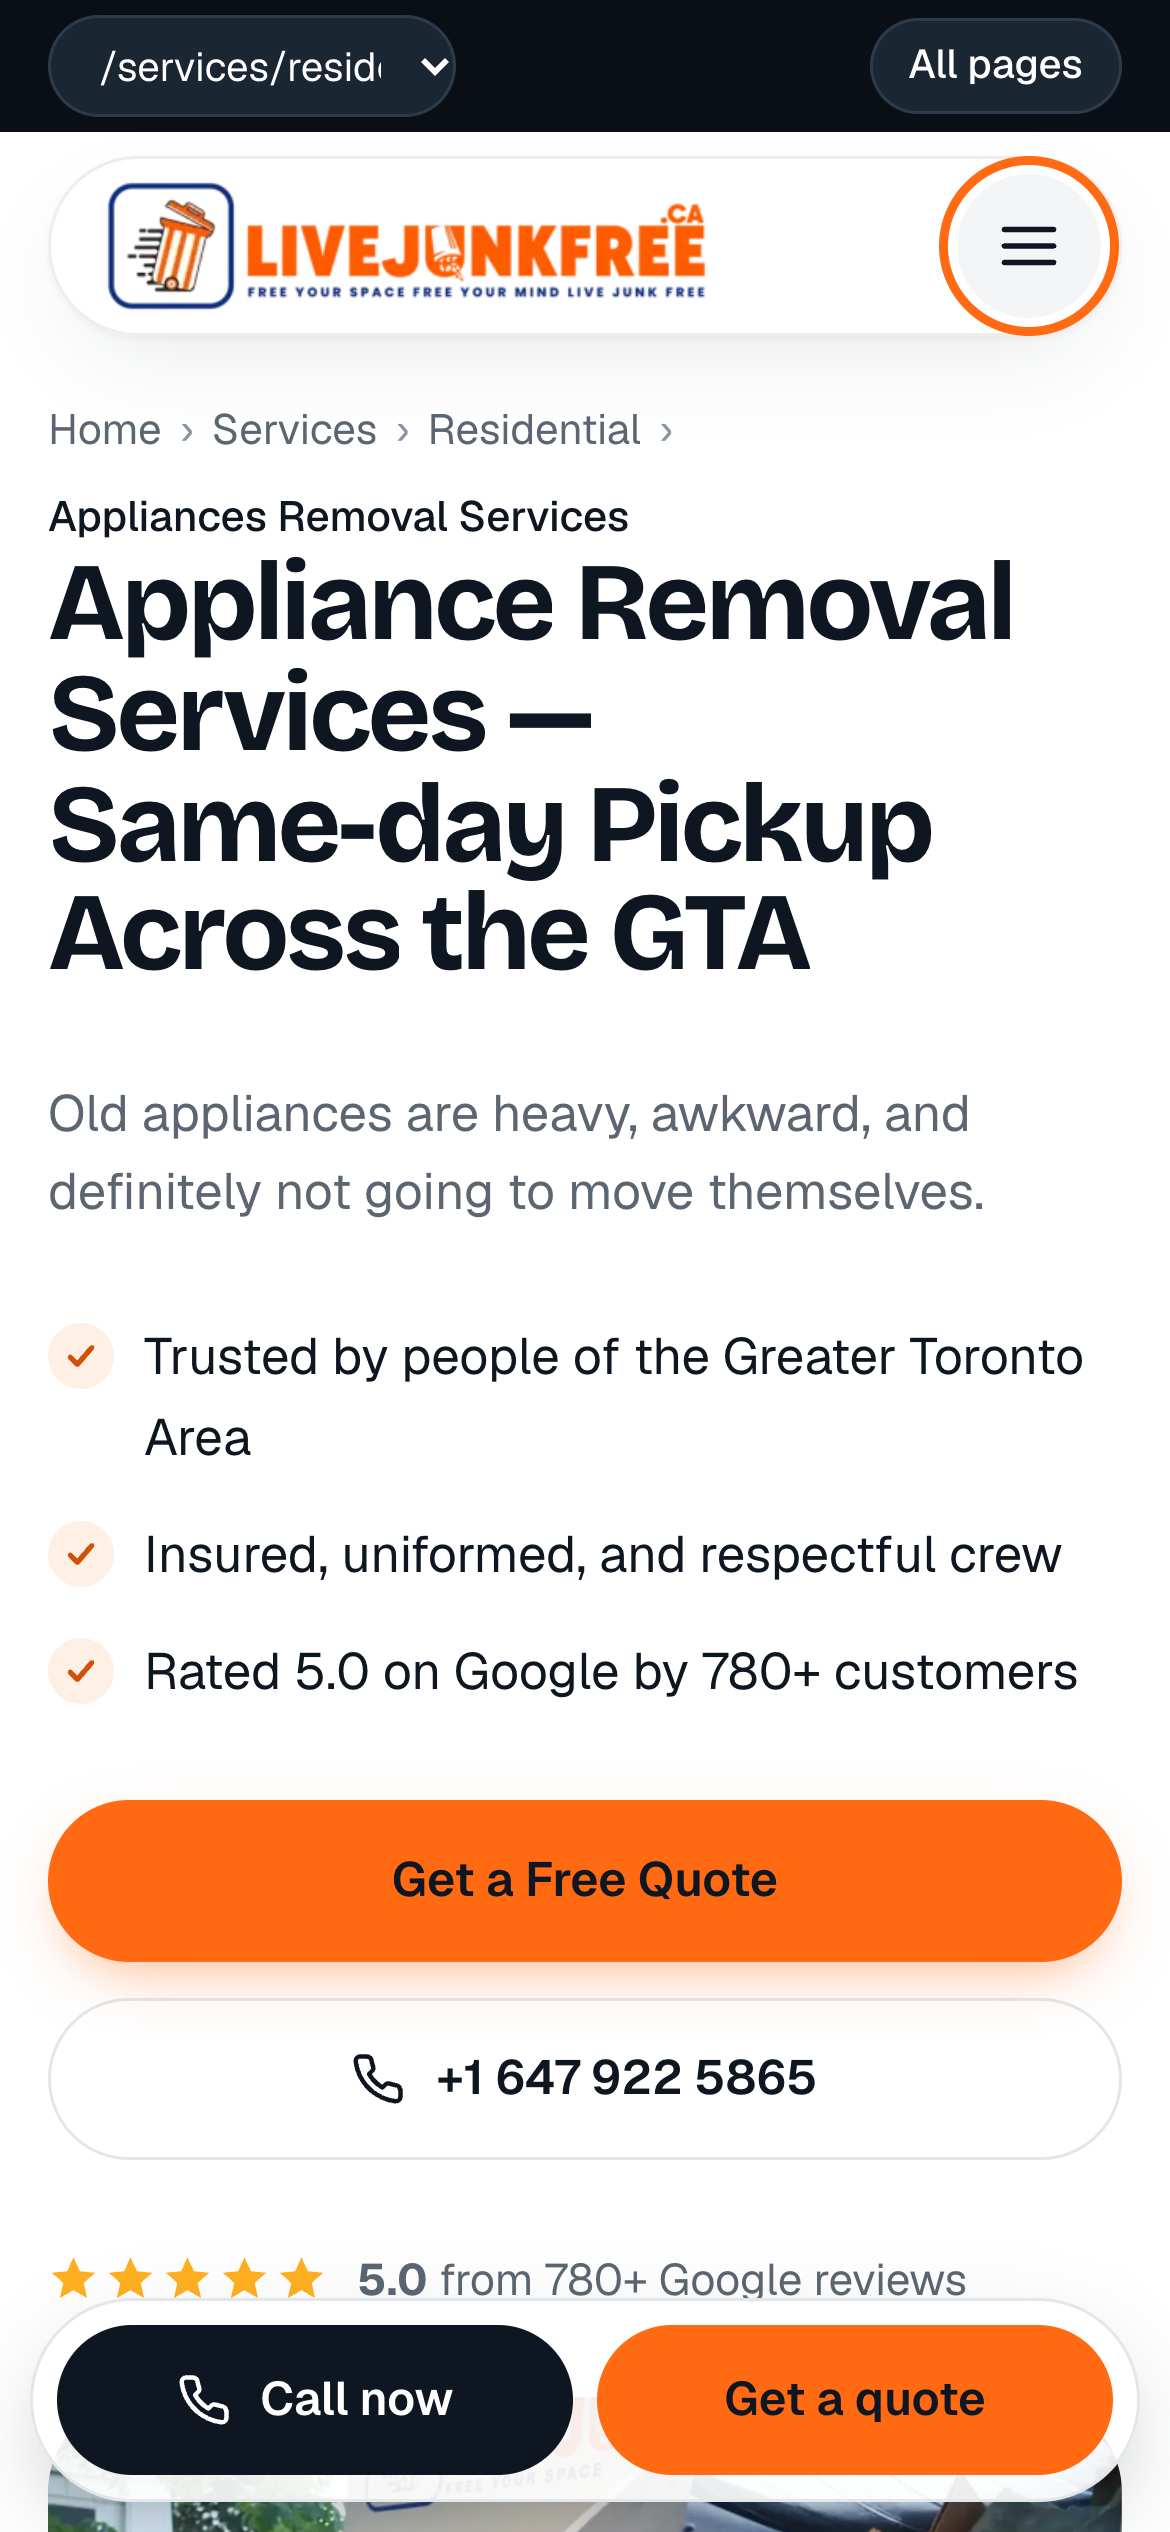 /services/reside
All pages
LIVEJUNKFREE
.CA
FREE YOUR SPACE FREE YOUR MIND LIVE JUNK FREE
Home › Services › Residential ›
Appliances Removal Services
Appliance Removal
Services —
Same-day Pickup
Across the GTA
Old appliances are heavy, awkward, and
definitely not going to move themselves.
Trusted by people of the Greater Toronto
Area
Insured, uniformed, and respectful crew
Rated 5.0 on Google by 780+ customers
Get a Free Quote
+1 647 922 5865
5.0 from 780+ Google reviews
Call now
Get a quote
FREE YOUR SPACE